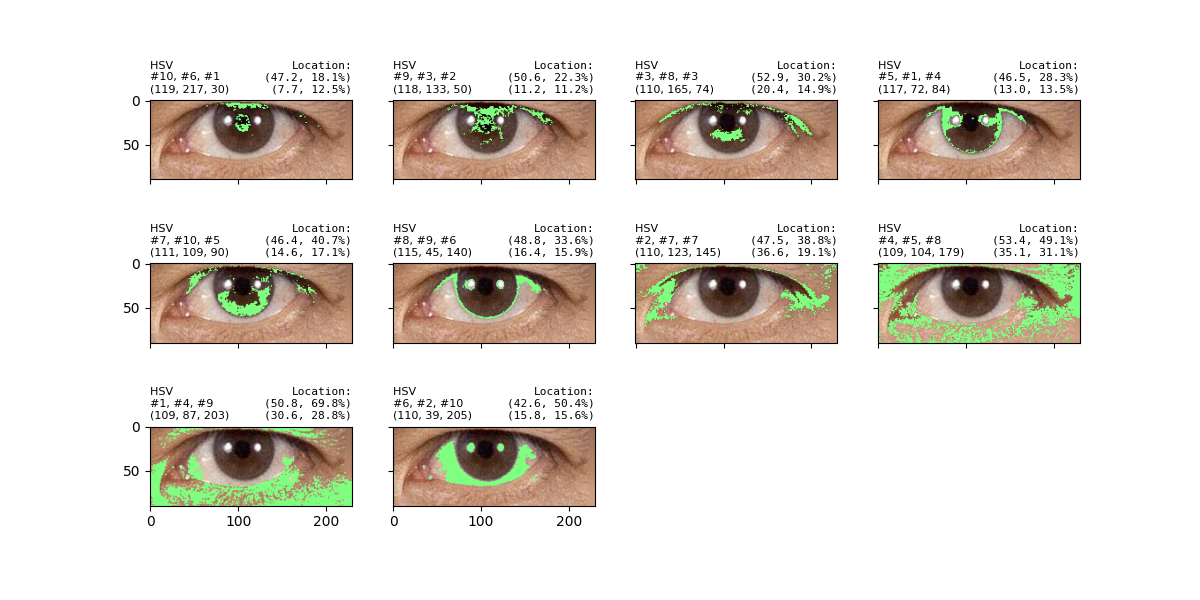 HSV Location:
#10, #6, #1 (47.2, 18.1%)
(119, 217, 30) (7.7, 12.5%)
HSV Location:
#9, #3, #2 (50.6, 22.3%)
(118, 133, 50) (11.2, 11.2%)
HSV Location:
#3, #8, #3 (52.9, 30.2%)
(110, 165, 74) (20.4, 14.9%)
HSV Location:
#5, #1, #4 (46.5, 28.3%)
(117, 72, 84) (13.0, 13.5%)
0
50
HSV Location:
#7, #10, #5 (46.4, 40.7%)
(111, 109, 90) (14.6, 17.1%)
HSV Location:
#8, #9, #6 (48.8, 33.6%)
(115, 45, 140) (16.4, 15.9%)
HSV Location:
#2, #7, #7 (47.5, 38.8%)
(110, 123, 145) (36.6, 19.1%)
HSV Location:
#4, #5, #8 (53.4, 49.1%)
(109, 104, 179) (35.1, 31.1%)
0
50
HSV Location:
#1, #4, #9 (50.8, 69.8%)
(109, 87, 203) (30.6, 28.8%)
HSV Location:
#6, #2, #10 (42.6, 50.4%)
(110, 39, 205) (15.8, 15.6%)
0
50
0 100 200
0 100 200